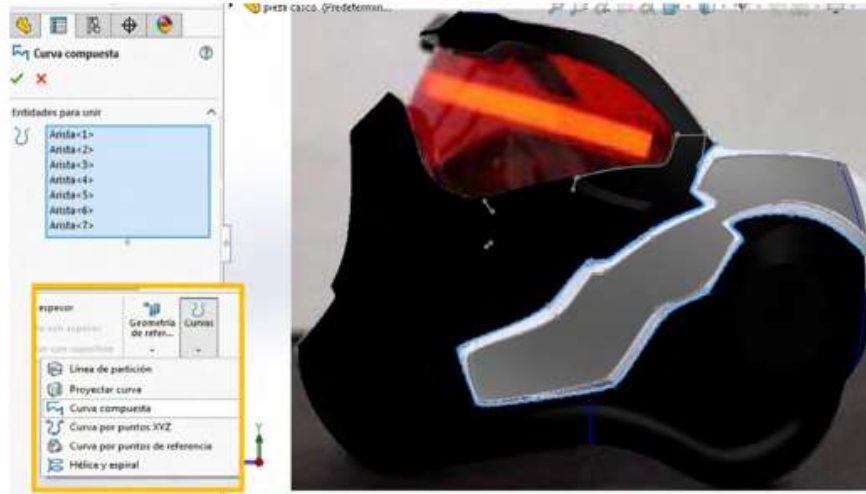 pieza casco (Predetermin...
Curva compuesta
Entidades para unir
Arista<1>
Arista<2>
Arista<3>
Arista<4>
Arista<5>
Arista<6>
Arista<7>
espesar
Geometría
de refer...
Curvas
Línea de partición
Proyectar curva
Curva compuesta
Curva por puntos XYZ
Curva por puntos de referencia
Hélice y espiral
Y